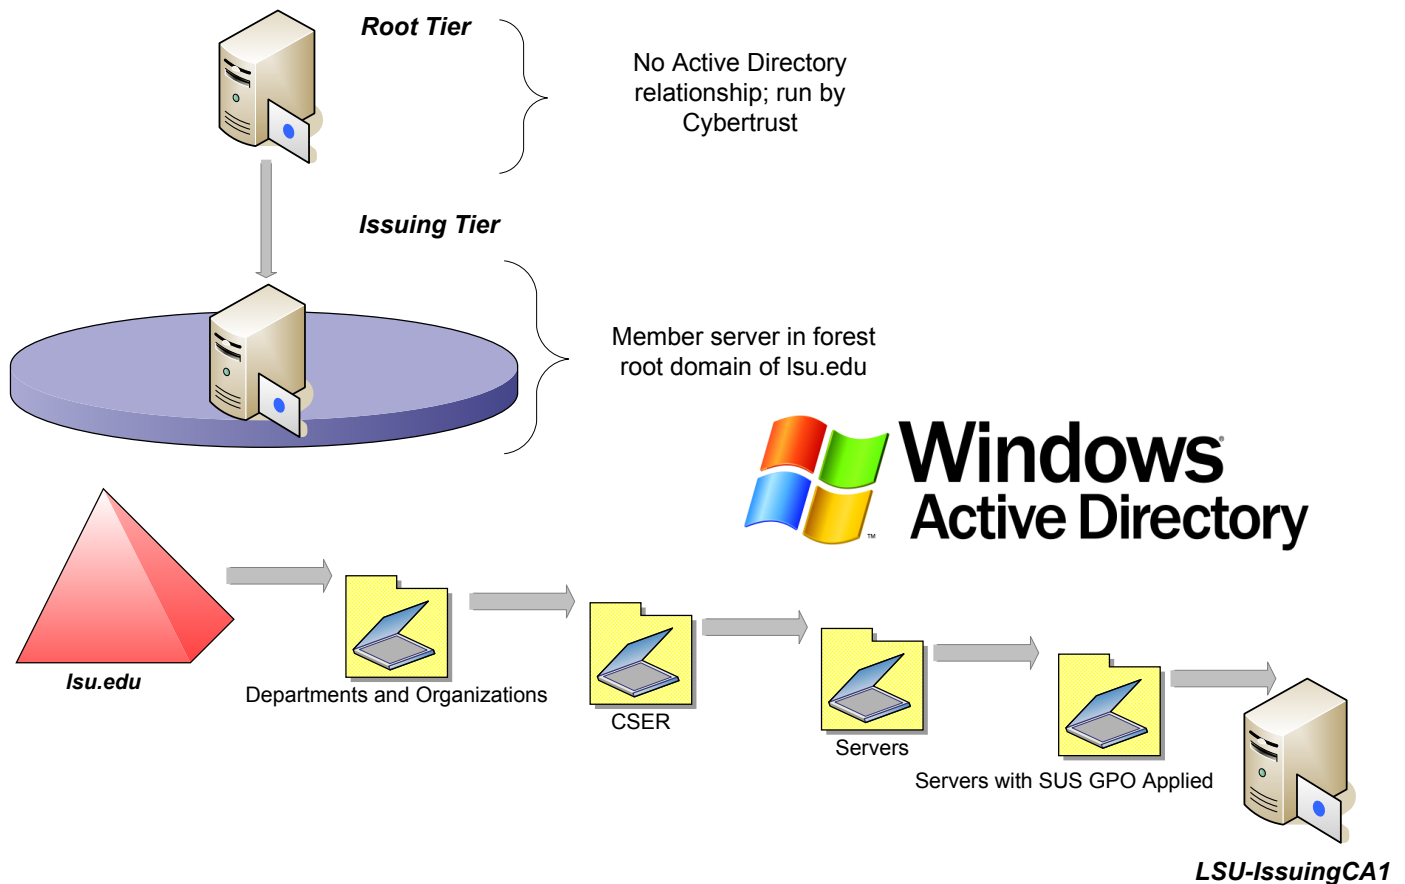 Root Tier
No Active Directory
relationship; run by
Cybertrust
Issuing Tier
Member server in forest
root domain of lsu.edu
Windows
Active Directory
TM
lsu.edu
Departments and Organizations
CSER
Servers
Servers with SUS GPO Applied
LSU-IssuingCA1